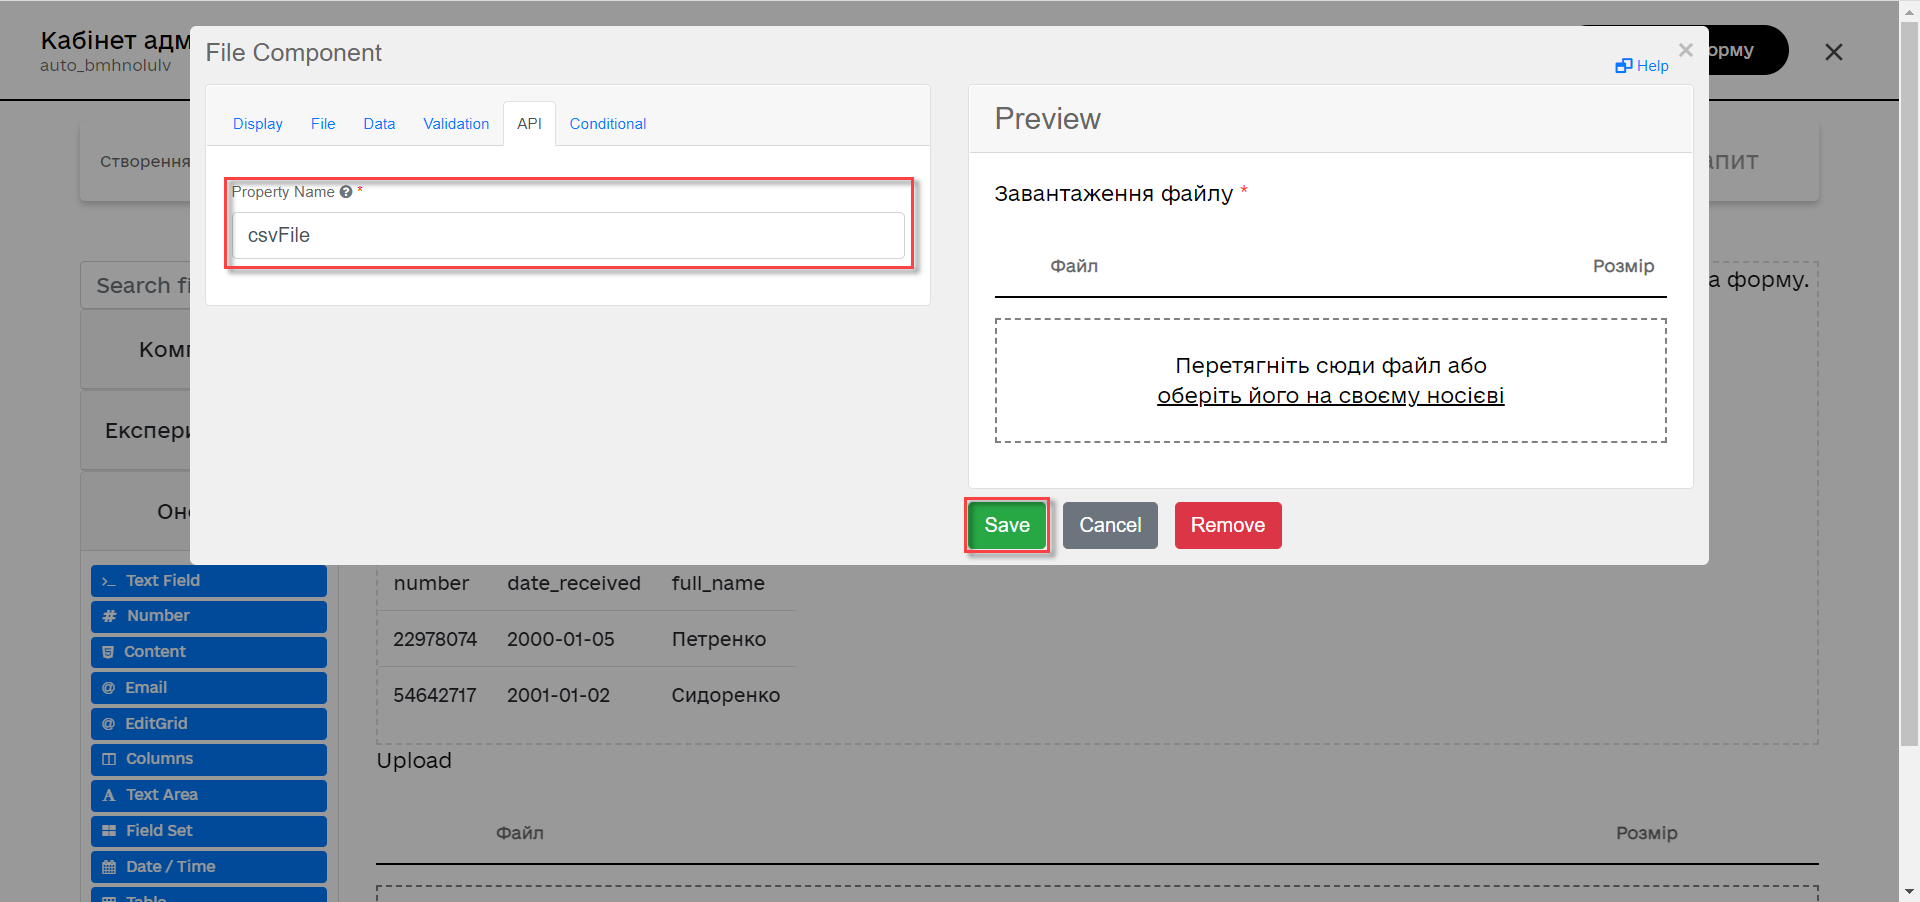 Кабінет адм
auto_bmhnolulv
орму
File Component
Help
Display File Data Validation API Conditional
Preview
Створення
апит
Property Name *
csvFile
Завантаження файлу *
Файл Розмір
Search fi
а форму.
Комп
Перетягніть сюди файл або
оберіть його на своєму носієві
Експери
Save Cancel Remove
Он
Text Field
Number
Content
Email
EditGrid
Columns
Text Area
Field Set
Date / Time
Table
number date_received full_name
22978074 2000-01-05 Петренко
54642717 2001-01-02 Сидоренко
Upload
Файл Розмір